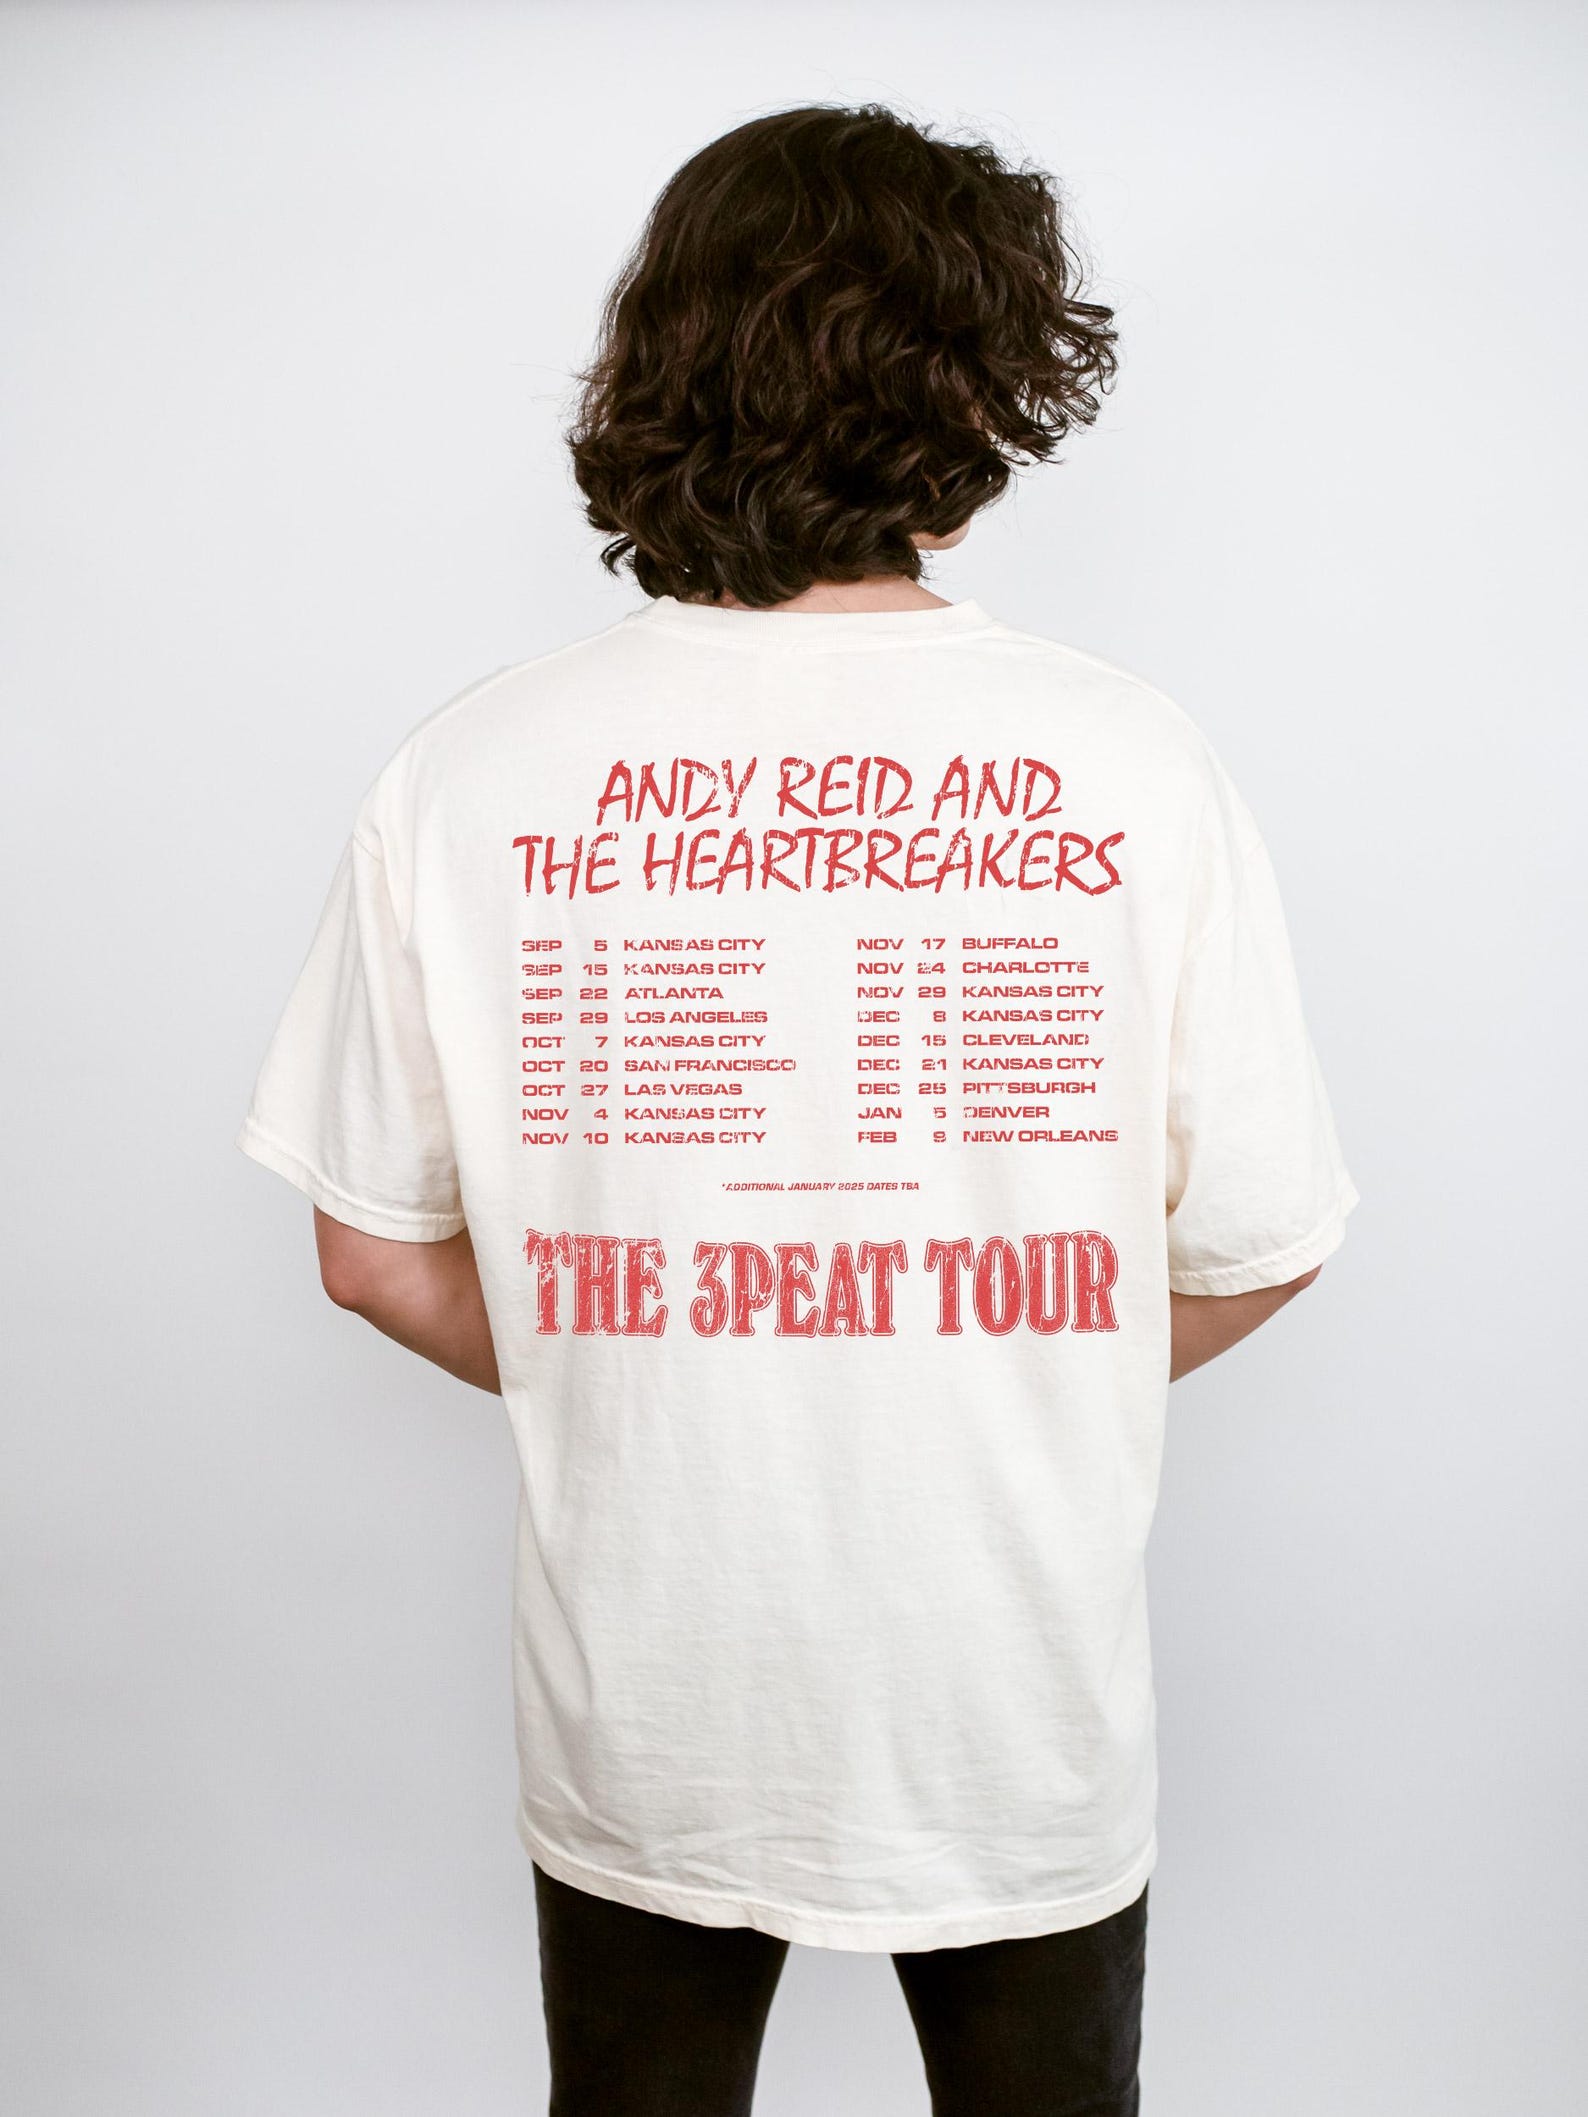 ANDY REID AND
THE HEARTBREAKERS
SEP 5 KANSAS CITY
SEP 15 KANSAS CITY
SEP 22 ATLANTA
SEP 29 LOS ANGELES
OCT 7 KANSAS CITY
OCT 20 SAN FRANCISCO
OCT 27 LAS VEGAS
NOV 4 KANSAS CITY
NOV 10 KANSAS CITY
NOV 17 BUFFALO
NOV 24 CHARLOTTE
NOV 29 KANSAS CITY
DEC 8 KANSAS CITY
DEC 15 CLEVELAND
DEC 21 KANSAS CITY
DEC 25 PITTSBURGH
JAN 5 DENVER
FEB 9 NEW ORLEANS
*ADDITIONAL JANUARY 2025 DATES TBA
THE 3PEAT TOUR